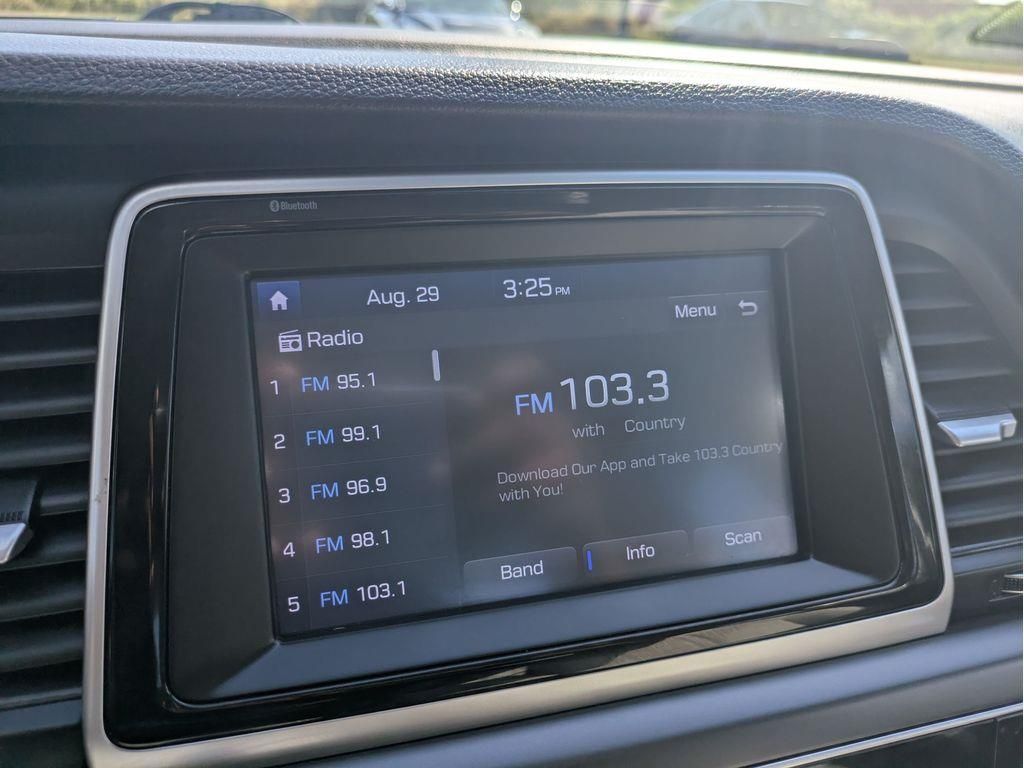 Bluetooth
Aug. 29 3:25 PM
Menu
Radio
1 FM 95.1
2 FM 99.1
3 FM 96.9
4 FM 98.1
5 FM 103.1
FM 103.3
with Country
Download Our App and Take 103.3 Country
with You!
Band Info Scan